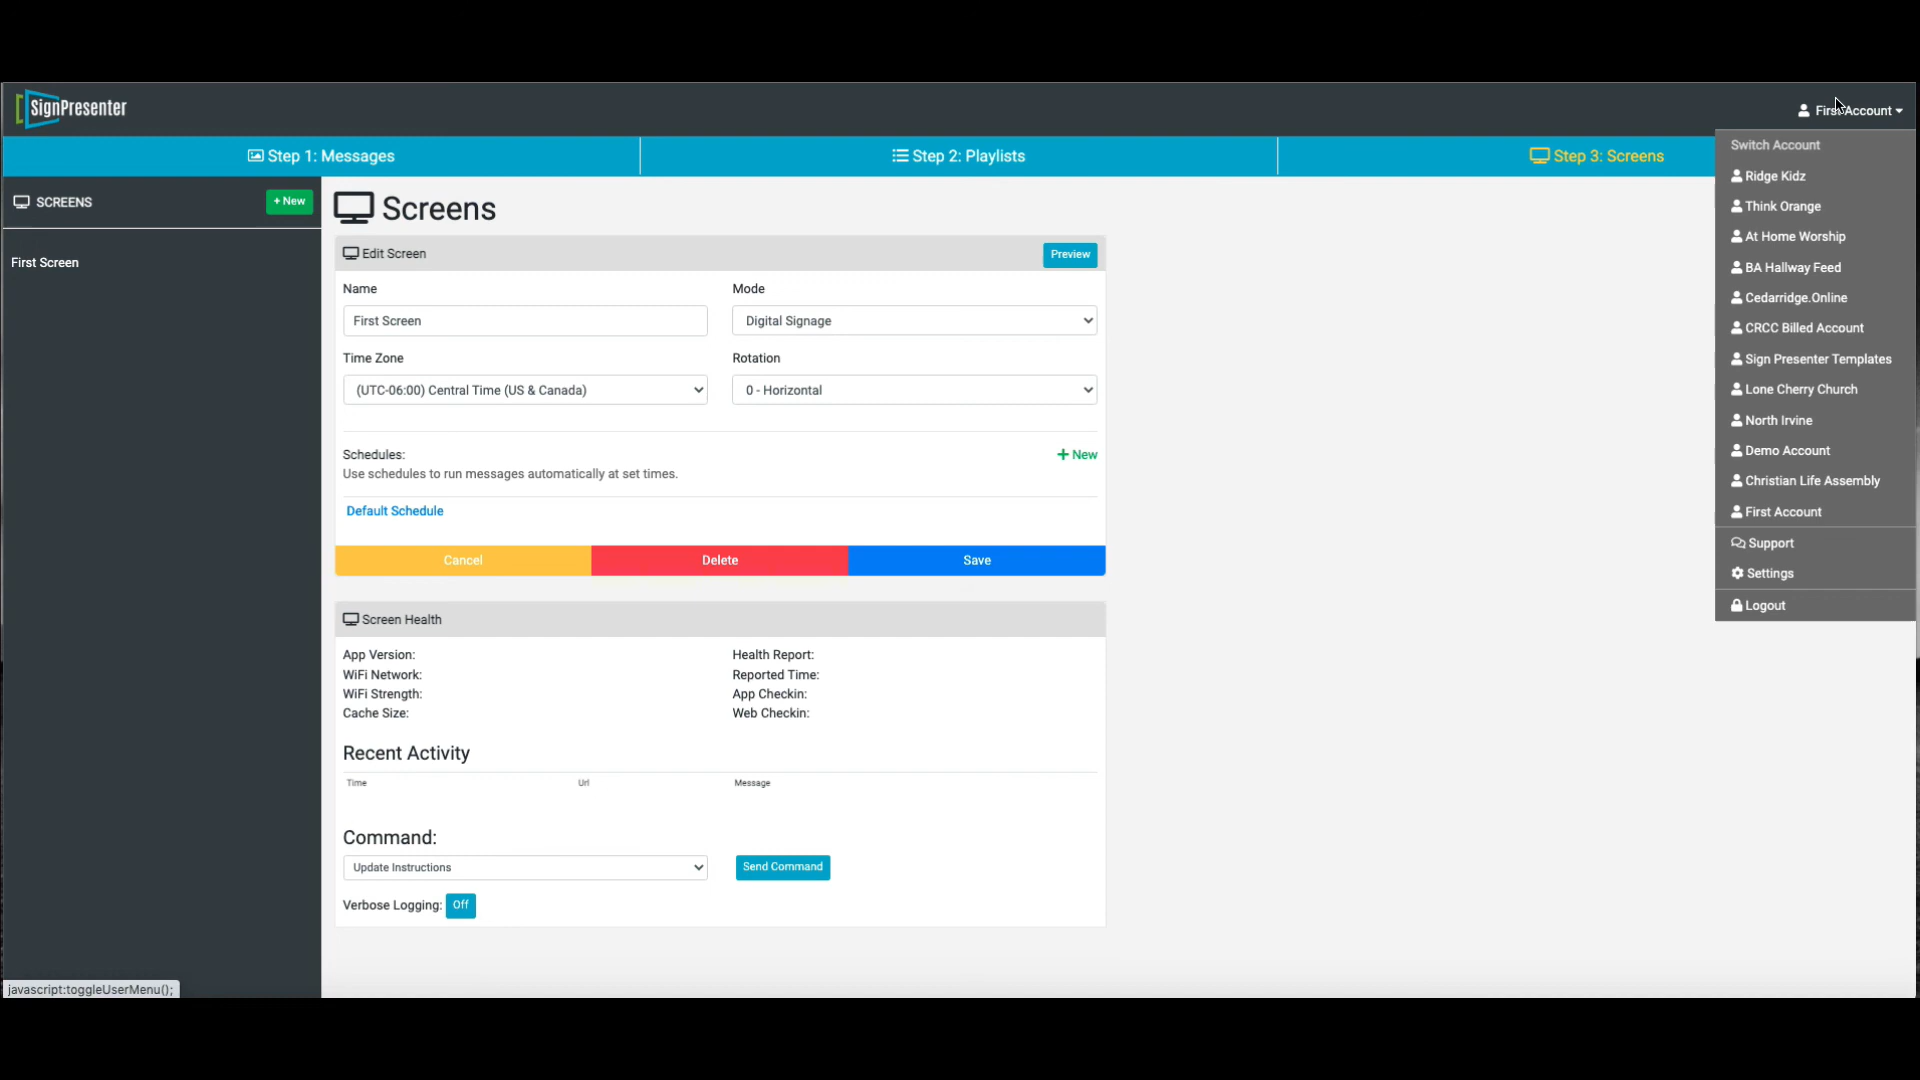 SignPresenter
First Account
Step 1: Messages
Step 2: Playlists
Step 3: Screens
Switch Account
Ridge Kidz
Think Orange
At Home Worship
BA Hallway Feed
Cedarridge.Online
CRCC Billed Account
Sign Presenter Templates
Lone Cherry Church
North Irvine
Demo Account
Christian Life Assembly
First Account
Support
Settings
Logout
SCREENS
+ New
First Screen
Screens
Edit Screen
Preview
Name
Mode
First Screen
Digital Signage
Time Zone
Rotation
(UTC-06:00) Central Time (US & Canada)
0 - Horizontal
Schedules:
+ New
Use schedules to run messages automatically at set times.
Default Schedule
Cancel
Delete
Save
Screen Health
App Version:
Health Report:
WiFi Network:
Reported Time:
WiFi Strength:
App Checkin:
Cache Size:
Web Checkin:
Recent Activity
Time
Url
Message
Command:
Update Instructions
Send Command
Verbose Logging:
Off
javascript:toggleUserMenu();